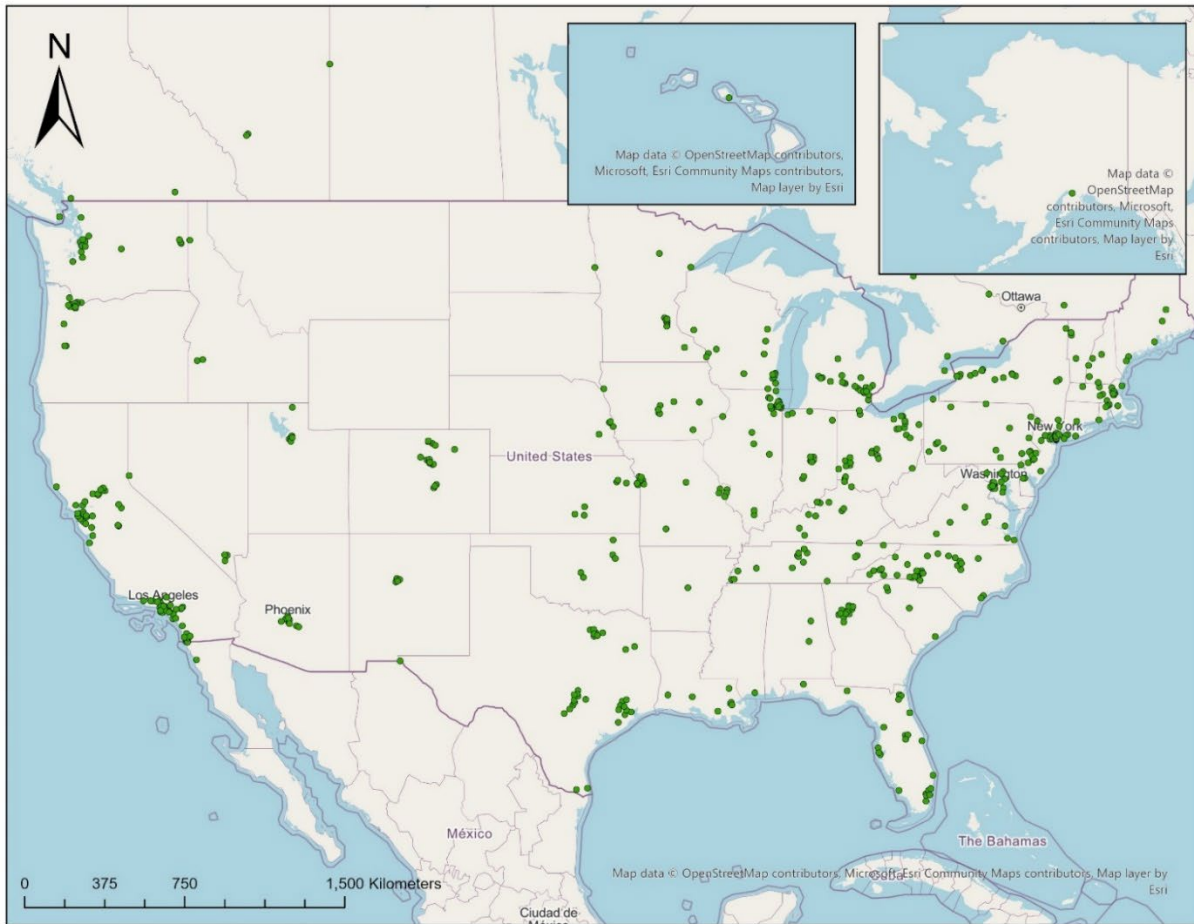 N
Map data © OpenStreetMap contributors,
Microsoft, Esri Community Maps contributors,
Map layer by Esri
Map data ©
OpenStreetMap
contributors, Microsoft,
Esri Community Maps
contributors, Map layer by
Esri
Ottawa
New York
United States
Washington
Los Angeles
Phoenix
México
The Bahamas
Map data © OpenStreetMap contributors, Microsoft, Esri Community Maps contributors, Map layer by
Esri
0 375 750 1,500 Kilometers
Ciudad de